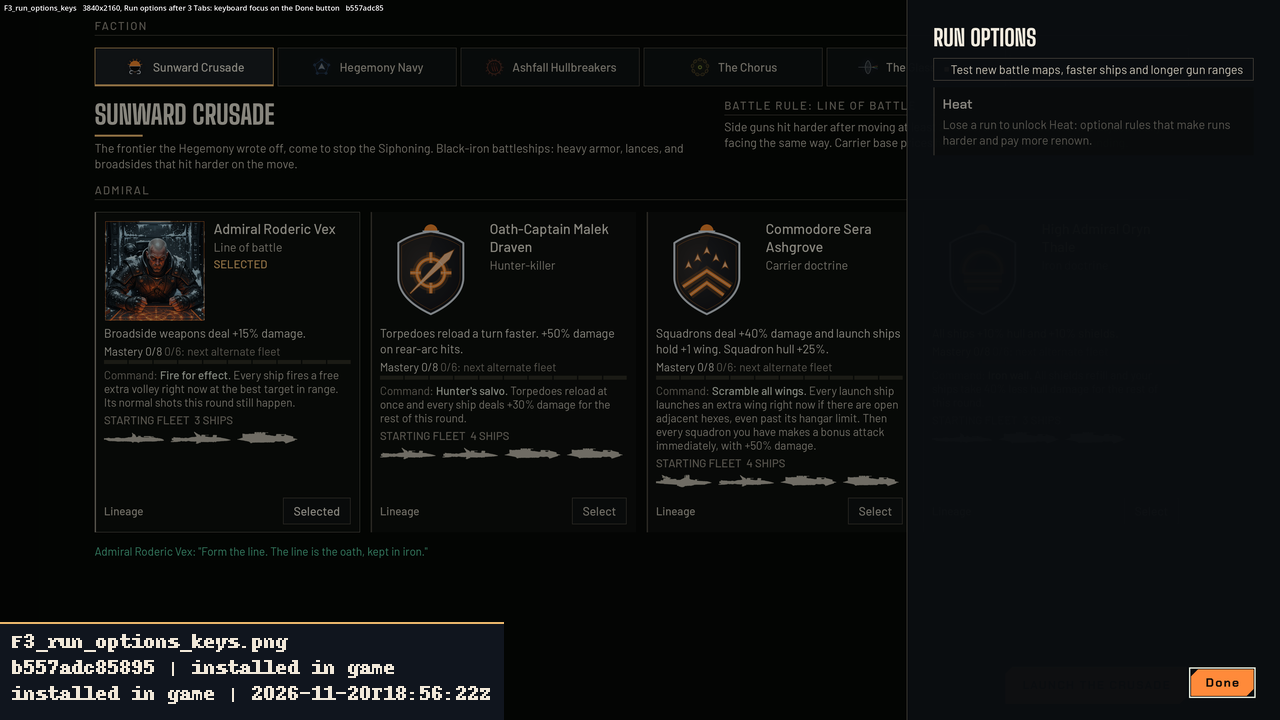 F3_run_options_keys 3840x2160, Run options after 3 Tabs: keyboard focus on the Done button b557adc85
FACTION
Sunward Crusade
Hegemony Navy
Ashfall Hullbreakers
The Chorus
The
SUNWARD CRUSADE
The frontier the Hegemony wrote off, come to stop the Siphoning. Black-iron battleships: heavy armor, lances, and
broadsides that hit harder on the move.
BATTLE RULE: LINE OF BATTL
Side guns hit harder after moving at
facing the same way. Carrier base p
ADMIRAL
Admiral Roderic Vex
Line of battle
SELECTED
Broadside weapons deal +15% damage.
Mastery 0/8 0/6: next alternate fleet
Command: Fire for effect. Every ship fires a free
extra volley right now at the best target in range.
Its normal shots this round still happen.
STARTING FLEET 3 SHIPS
Lineage
Selected
Oath-Captain Malek
Draven
Hunter-killer
Torpedoes reload a turn faster. +50% damage
on rear-arc hits.
Mastery 0/8 0/6: next alternate fleet
Command: Hunter's salvo. Torpedoes reload at
once and every ship deals +30% damage for the
rest of this round.
STARTING FLEET 4 SHIPS
Lineage
Select
Commodore Sera
Ashgrove
Carrier doctrine
Squadrons deal +40% damage and launch ships
hold +1 wing. Squadron hull +25%.
Mastery 0/8 0/6: next alternate fleet
Command: Scramble all wings. Every launch ship
launches an extra wing right now if there are open
adjacent hexes, even past its hangar limit. Then
every squadron you have makes a bonus attack
immediately, with +50% damage.
STARTING FLEET 4 SHIPS
Lineage
Select
Admiral Roderic Vex: "Form the line. The line is the oath, kept in iron."
RUN OPTIONS
Test new battle maps, faster ships and longer gun ranges
Heat
Lose a run to unlock Heat: optional rules that make runs
harder and pay more renown.
Done
F3_run_options_keys.png
b557adc85895 | installed in game
installed in game | 2026-11-20T18:56:22Z